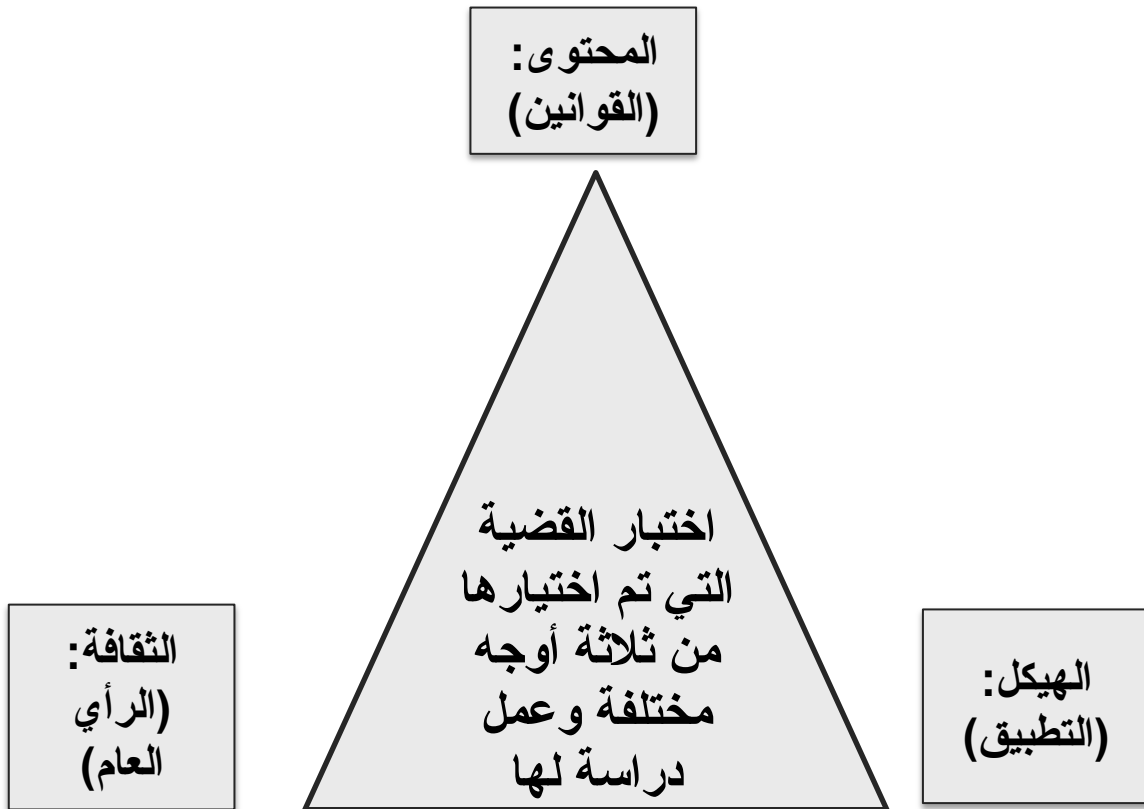 المحتوى:
(القوانين)
اختبار القضية
التي تم اختيارها
من ثلاثة أوجه
مختلفة وعمل
دراسة لها
الهيكل:
(التطبيق)
الثقافة:
(الرأي
العام)